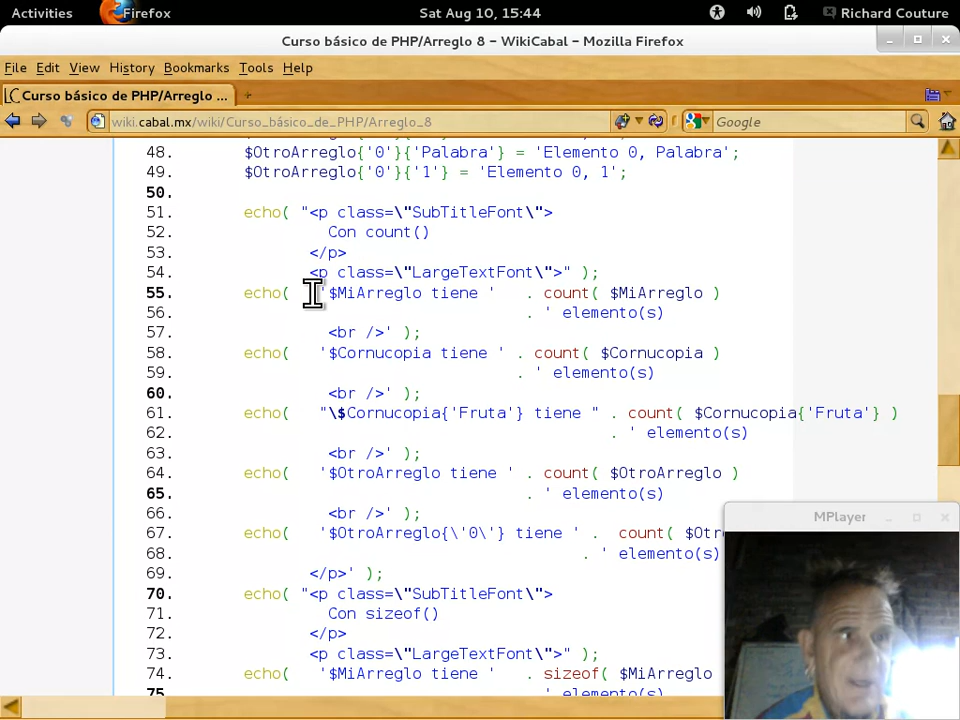 Activities Firefox Sat Aug 10, 15:44 Richard Couture
Curso básico de PHP/Arreglo 8 – WikiCabal – Mozilla Firefox
File Edit View History Bookmarks Tools Help
Curso básico de PHP/Arreglo ...
wiki.cabal.mx/wiki/Curso_básico_de_PHP/Arreglo_8 Google
48. $OtroArreglo{'0'}{'Palabra'} = 'Elemento 0, Palabra';
49. $OtroArreglo{'0'}{'1'} = 'Elemento 0, 1';
50.
51. echo( "<p class=\"SubTitleFont\">
52. Con count()
53. </p>
54. <p class=\"LargeTextFont\">" );
55. echo( '$MiArreglo tiene ' . count( $MiArreglo )
56. . ' elemento(s)
57. <br />' );
58. echo( '$Cornucopia tiene ' . count( $Cornucopia )
59. . ' elemento(s)
60. <br />' );
61. echo( "\$Cornucopia{'Fruta'} tiene " . count( $Cornucopia{'Fruta'} )
62. . ' elemento(s)
63. <br />' );
64. echo( '$OtroArreglo tiene ' . count( $OtroArreglo )
65. . ' elemento(s)
66. <br />' );
67. echo( '$OtroArreglo{\'0\'} tiene ' . count( $Otr
68. . ' elemento(s)
69. </p>' );
70. echo( "<p class=\"SubTitleFont\">
71. Con sizeof()
72. </p>
73. <p class=\"LargeTextFont\">" );
74. echo( '$MiArreglo tiene ' . sizeof( $MiArreglo
75. . ' elemento(s)
MPlayer